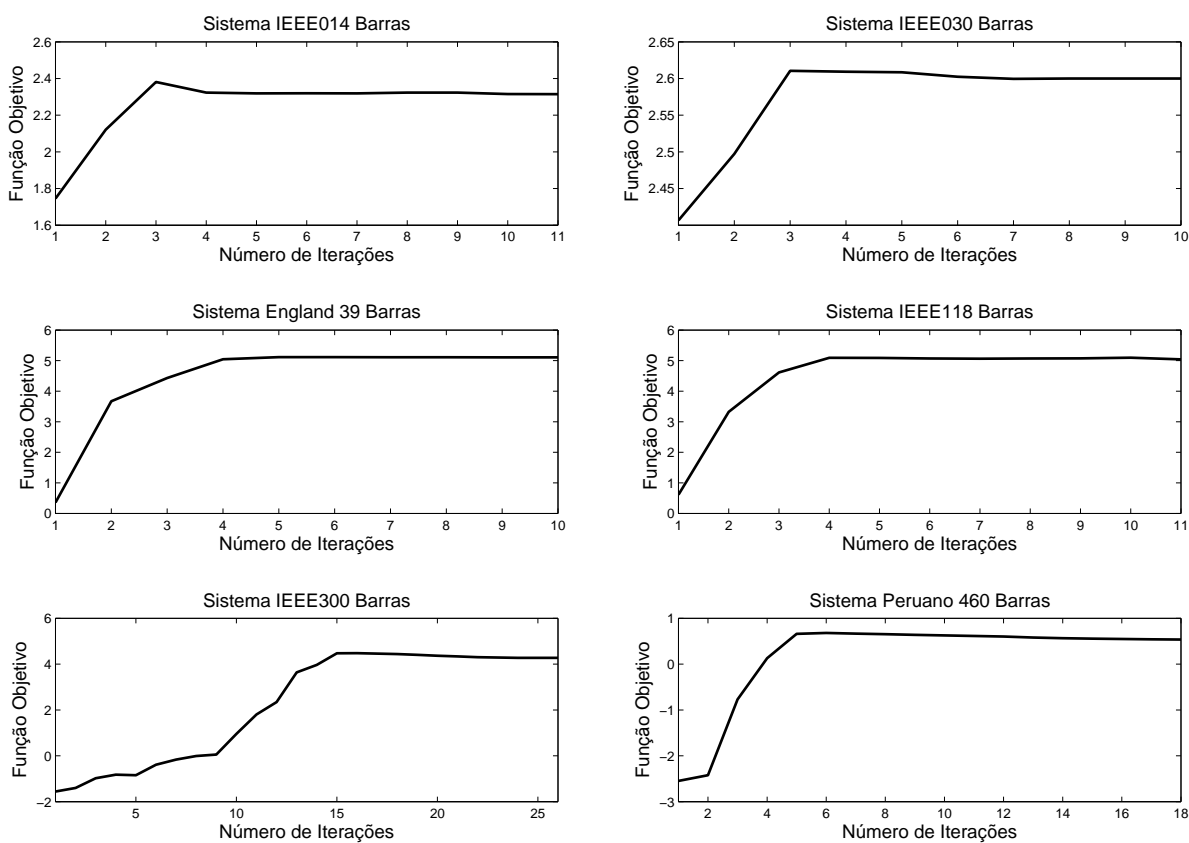 Sistema IEEE014 Barras
2.6
2.4
2.2
2
1.8
1.6
1 2 3 4 5 6 7 8 9 10 11
Função Objetivo
Número de Iterações
Sistema IEEE030 Barras
2.65
2.6
2.55
2.5
2.45
1 2 3 4 5 6 7 8 9 10
Função Objetivo
Número de Iterações
Sistema England 39 Barras
6
5
4
3
2
1
0
1 2 3 4 5 6 7 8 9 10
Função Objetivo
Número de Iterações
Sistema IEEE118 Barras
6
5
4
3
2
1
0
1 2 3 4 5 6 7 8 9 10 11
Função Objetivo
Número de Iterações
Sistema IEEE300 Barras
6
4
2
0
−2
5 10 15 20 25
Função Objetivo
Número de Iterações
Sistema Peruano 460 Barras
1
0
−1
−2
−3
2 4 6 8 10 12 14 16 18
Função Objetivo
Número de Iterações